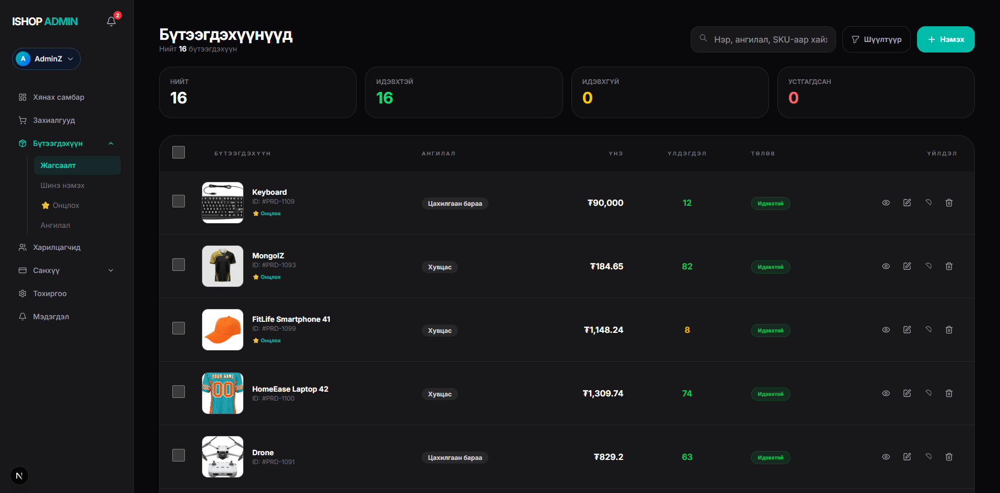 ISHOP ADMIN
2
A AdminZ
Хянах самбар
Захиалгууд
Бүтээгдэхүүн
Жагсаалт
Шинэ нэмэх
Онцлох
Ангилал
Харилцагчид
Санхүү
Тохиргоо
Мэдэгдэл
N
Бүтээгдэхүүнүүд
Нийт 16 бүтээгдэхүүн
Нэр, ангилал, SKU-аар хайх
Шүүлтүүр
+ Нэмэх
НИЙТ
16
ИДЭВХТЭЙ
16
ИДЭВХГҮЙ
0
УСТГАГДСАН
0
БҮТЭЭГДЭХҮҮН АНГИЛАЛ ҮНЭ ҮЛДЭГДЭЛ ТӨЛӨВ ҮЙЛДЭЛ
Keyboard
ID: #PRD-1109
Онцлох
Цахилгаан бараа ₮90,000 12 Идэвхтэй
MongolZ
ID: #PRD-1093
Онцлох
Хувцас ₮184.65 82 Идэвхтэй
FitLife Smartphone 41
ID: #PRD-1099
Онцлох
Хувцас ₮1,148.24 8 Идэвхтэй
YOUR NAME
00
HomeEase Laptop 42
ID: #PRD-1100
Хувцас ₮1,309.74 74 Идэвхтэй
Drone
ID: #PRD-1091
Цахилгаан бараа ₮829.2 63 Идэвхтэй